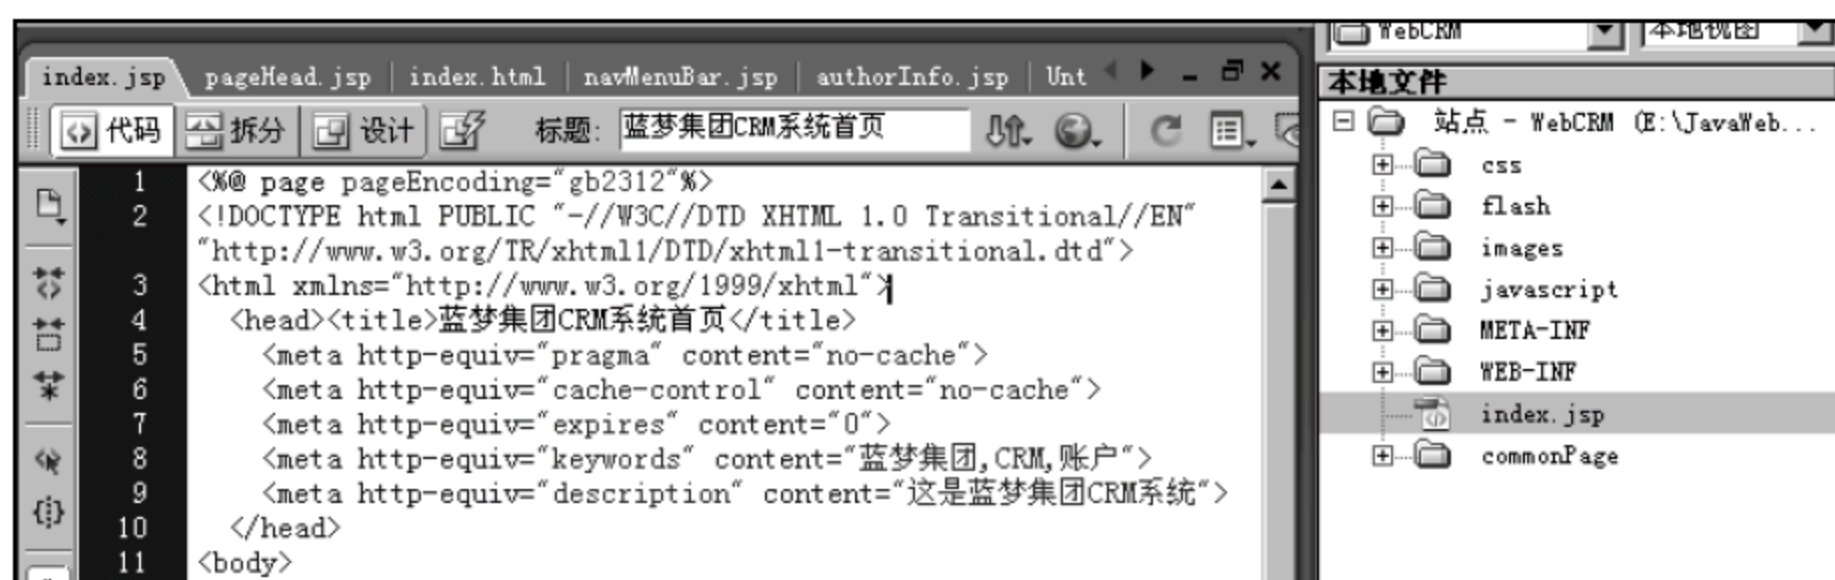 index.jsp pageHead.jsp index.html navMenuBar.jsp authorInfo.jsp Unt
代码 拆分 设计 标题: 蓝梦集团CRM系统首页
1 <%@ page pageEncoding="gb2312"%>
2 <!DOCTYPE html PUBLIC "-//W3C//DTD XHTML 1.0 Transitional//EN"
"http://www.w3.org/TR/xhtml1/DTD/xhtml1-transitional.dtd">
3 <html xmlns="http://www.w3.org/1999/xhtml">
4 <head><title>蓝梦集团CRM系统首页</title>
5 <meta http-equiv="pragma" content="no-cache">
6 <meta http-equiv="cache-control" content="no-cache">
7 <meta http-equiv="expires" content="0">
8 <meta http-equiv="keywords" content="蓝梦集团,CRM,账户">
9 <meta http-equiv="description" content="这是蓝梦集团CRM系统">
10 </head>
11 <body>
WebCRM 本地视图
本地文件
站点 - WebCRM (E:\JavaWeb...
css
flash
images
javascript
META-INF
WEB-INF
index.jsp
commonPage